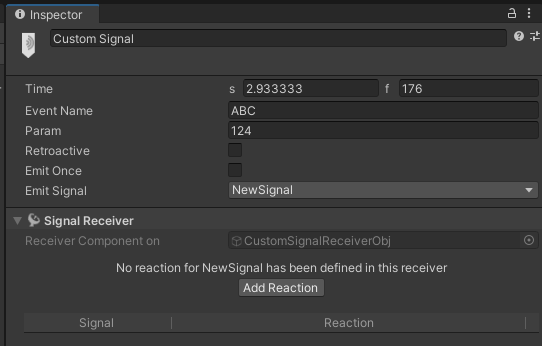 Inspector
Custom Signal
Time s 2.933333 f 176
Event Name ABC
Param 124
Retroactive
Emit Once
Emit Signal NewSignal
Signal Receiver
Receiver Component on CustomSignalReceiverObj
No reaction for NewSignal has been defined in this receiver
Add Reaction
Signal Reaction